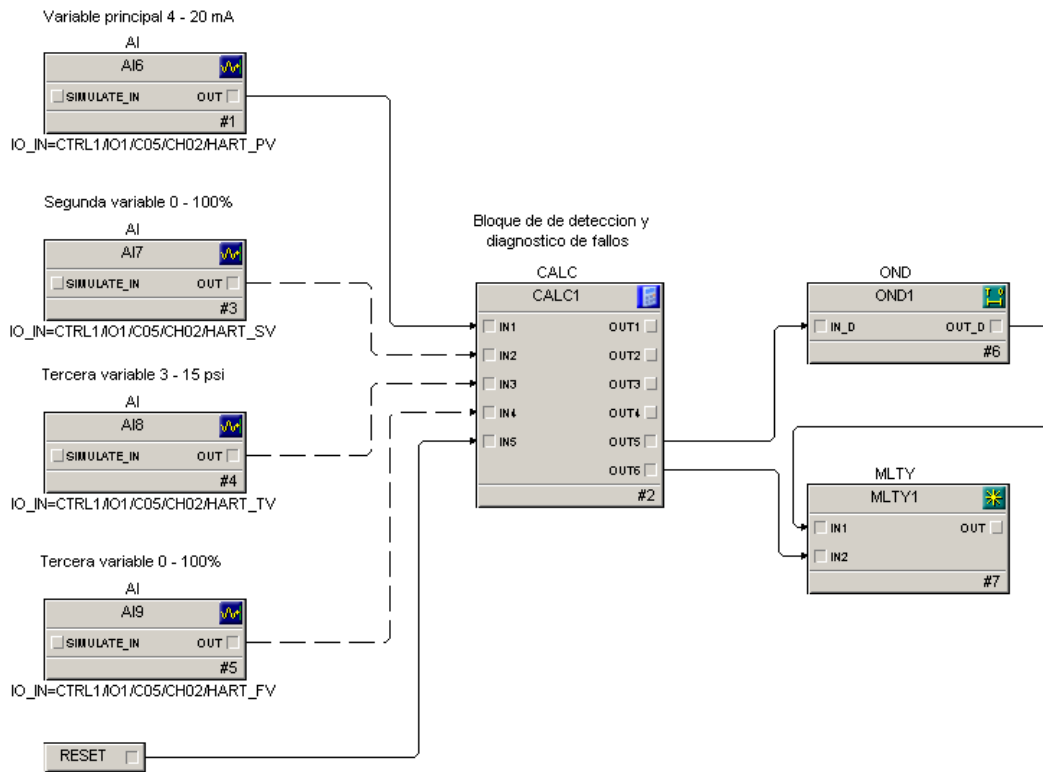 Variable principal 4 - 20 mA
AI
AI6
SIMULATE_IN OUT
#1
IO_IN=CTRL1/IO1/C05/CH02/HART_PV
Segunda variable 0 - 100%
AI
AI7
SIMULATE_IN OUT
#3
IO_IN=CTRL1/IO1/C05/CH02/HART_SV
Tercera variable 3 - 15 psi
AI
AI8
SIMULATE_IN OUT
#4
IO_IN=CTRL1/IO1/C05/CH02/HART_TV
Tercera variable 0 - 100%
AI
AI9
SIMULATE_IN OUT
#5
IO_IN=CTRL1/IO1/C05/CH02/HART_FV
RESET
Bloque de de deteccion y
diagnostico de fallos
CALC
CALC1
IN1 OUT1
IN2 OUT2
IN3 OUT3
IN4 OUT4
IN5 OUT5
OUT6
#2
OND
OND1
IN_D OUT_D
#6
MLTY
MLTY1
IN1 OUT
IN2
#7